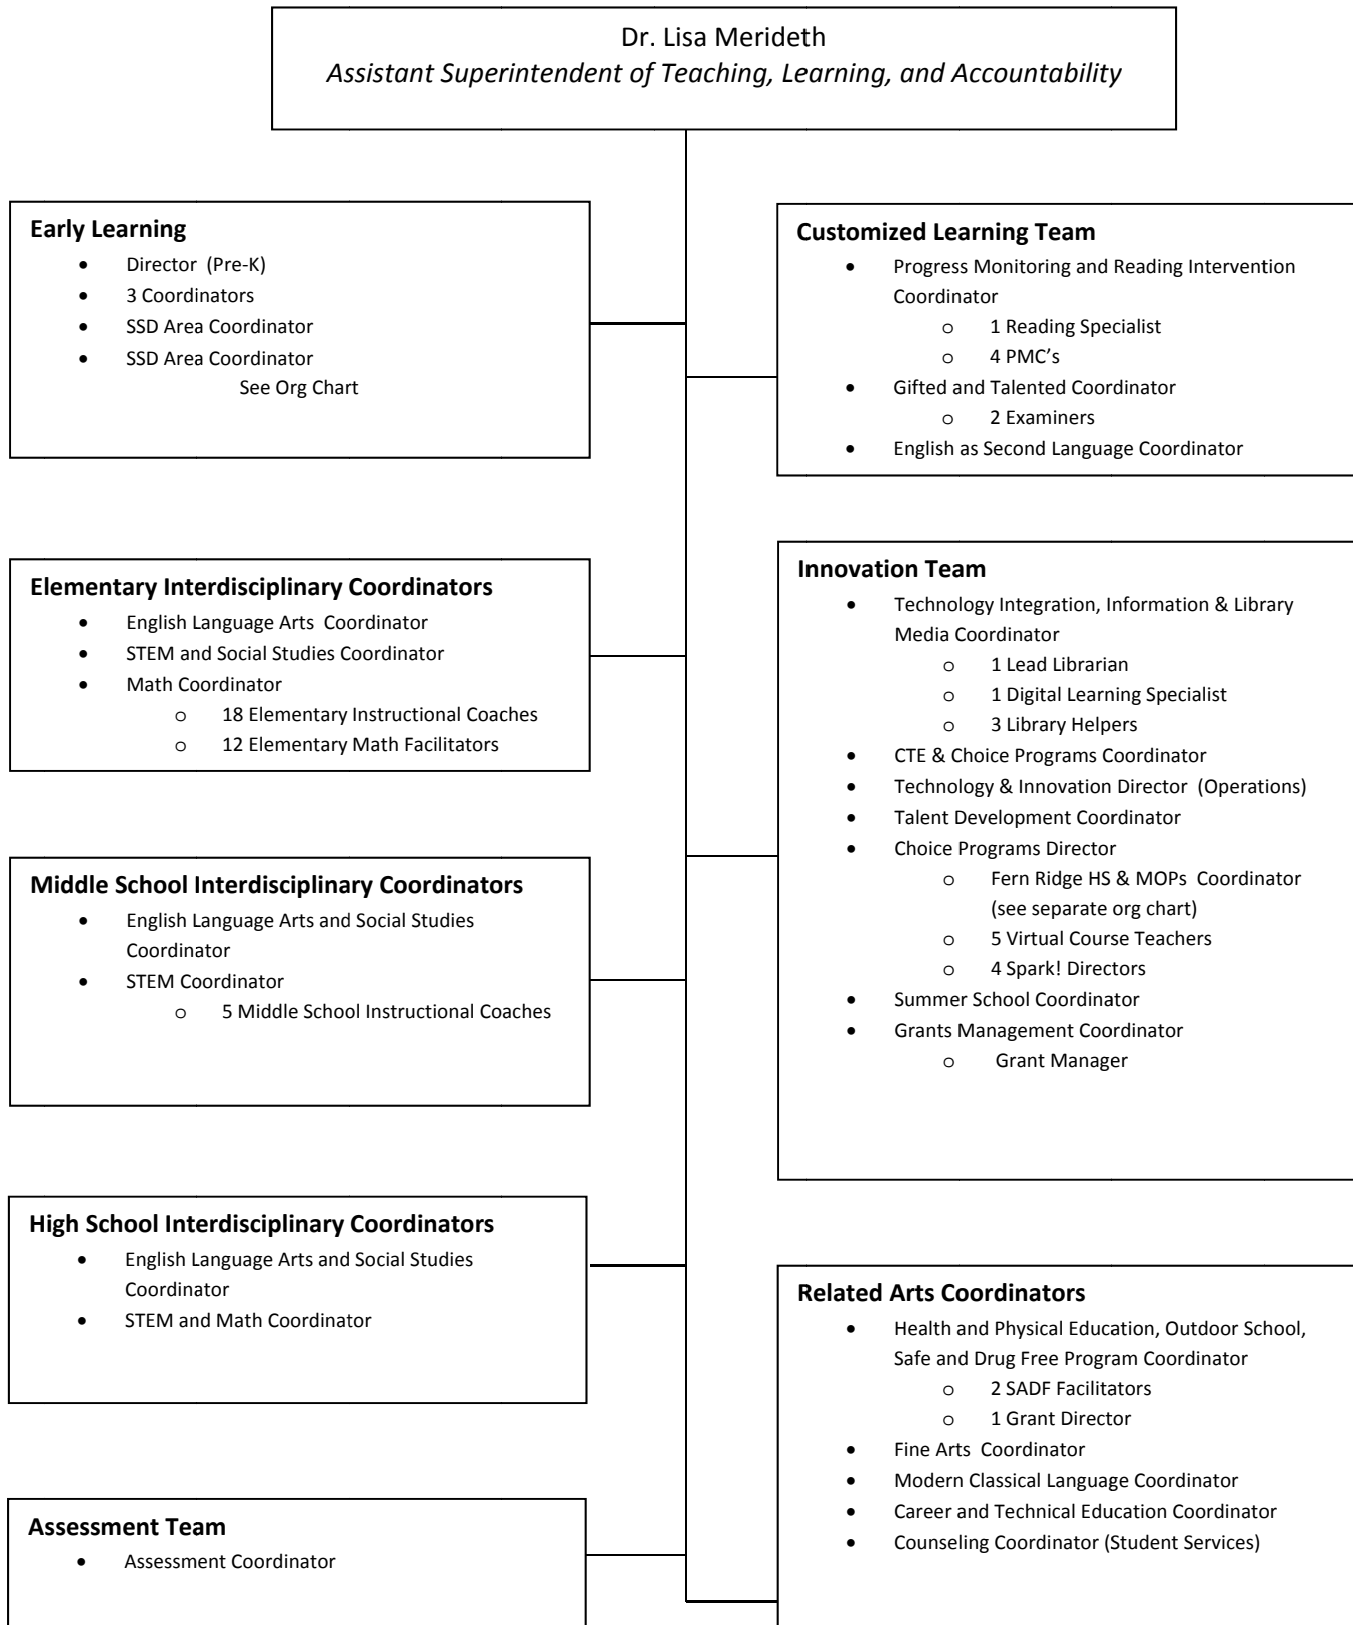 Dr. Lisa Merideth
Assistant Superintendent of Teaching, Learning, and Accountability
Early Learning
• Director (Pre-K)
• 3 Coordinators
• SSD Area Coordinator
• SSD Area Coordinator
See Org Chart
Elementary Interdisciplinary Coordinators
• English Language Arts Coordinator
• STEM and Social Studies Coordinator
• Math Coordinator
o 18 Elementary Instructional Coaches
o 12 Elementary Math Facilitators
Middle School Interdisciplinary Coordinators
• English Language Arts and Social Studies
Coordinator
• STEM Coordinator
o 5 Middle School Instructional Coaches
High School Interdisciplinary Coordinators
• English Language Arts and Social Studies
Coordinator
• STEM and Math Coordinator
Assessment Team
• Assessment Coordinator
Customized Learning Team
• Progress Monitoring and Reading Intervention
Coordinator
o 1 Reading Specialist
o 4 PMC’s
• Gifted and Talented Coordinator
o 2 Examiners
• English as Second Language Coordinator
Innovation Team
• Technology Integration, Information & Library
Media Coordinator
o 1 Lead Librarian
o 1 Digital Learning Specialist
o 3 Library Helpers
• CTE & Choice Programs Coordinator
• Technology & Innovation Director (Operations)
• Talent Development Coordinator
• Choice Programs Director
o Fern Ridge HS & MOPs Coordinator
(see separate org chart)
o 5 Virtual Course Teachers
o 4 Spark! Directors
• Summer School Coordinator
• Grants Management Coordinator
o Grant Manager
Related Arts Coordinators
• Health and Physical Education, Outdoor School,
Safe and Drug Free Program Coordinator
o 2 SADF Facilitators
o 1 Grant Director
• Fine Arts Coordinator
• Modern Classical Language Coordinator
• Career and Technical Education Coordinator
• Counseling Coordinator (Student Services)